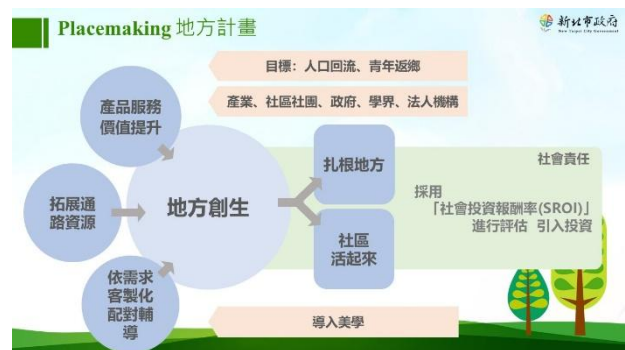 Placemaking 地方計畫
新北市政府
New Taipei City Government
目標：人口回流、青年返鄉
產業、社區社團、政府、學界、法人機構
產品服務
價值提升
拓展通
路資源
依需求
客製化
配對輔
導
地方創生
扎根地方
社區
活起來
社會責任
採用
「社會投資報酬率(SROI)」
進行評估 引入投資
導入美學